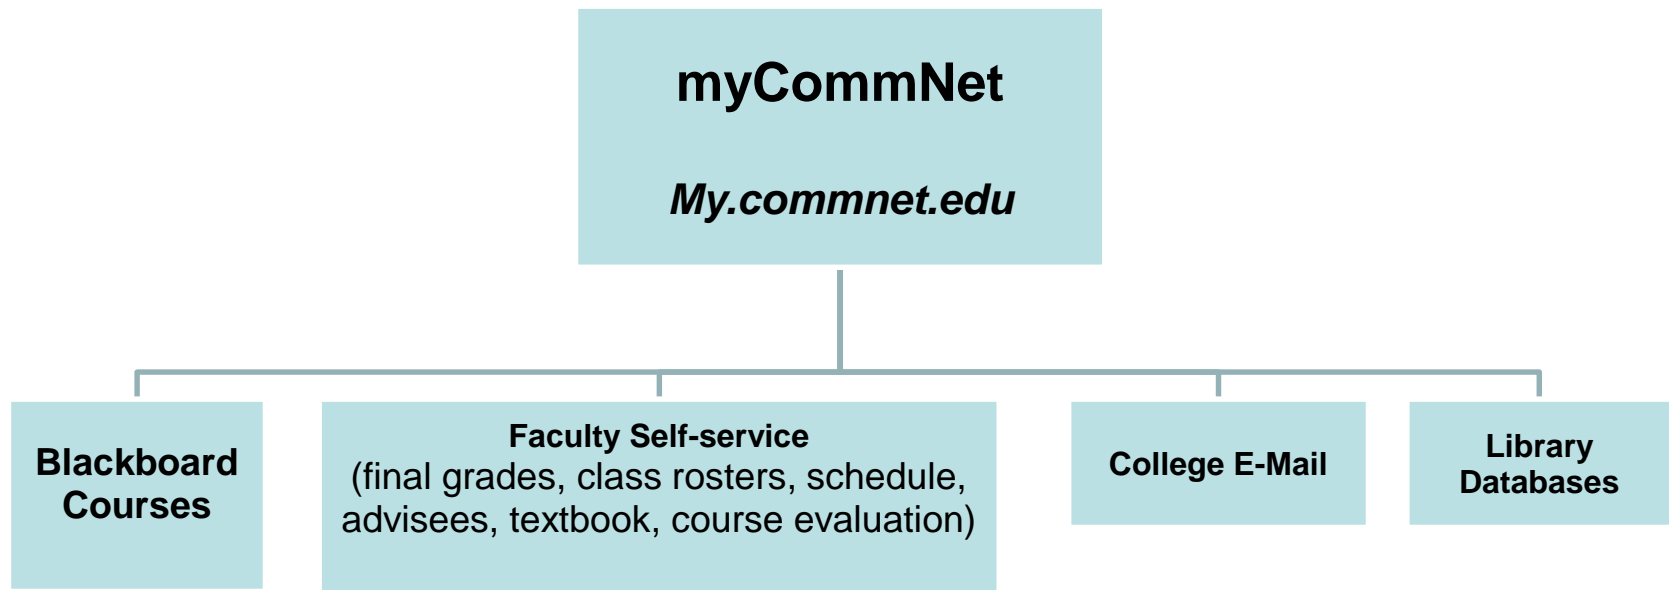 myCommNet
My.commnet.edu
Blackboard
Courses
Faculty Self-service
(final grades, class rosters, schedule,
advisees, textbook, course evaluation)
College E-Mail
Library
Databases